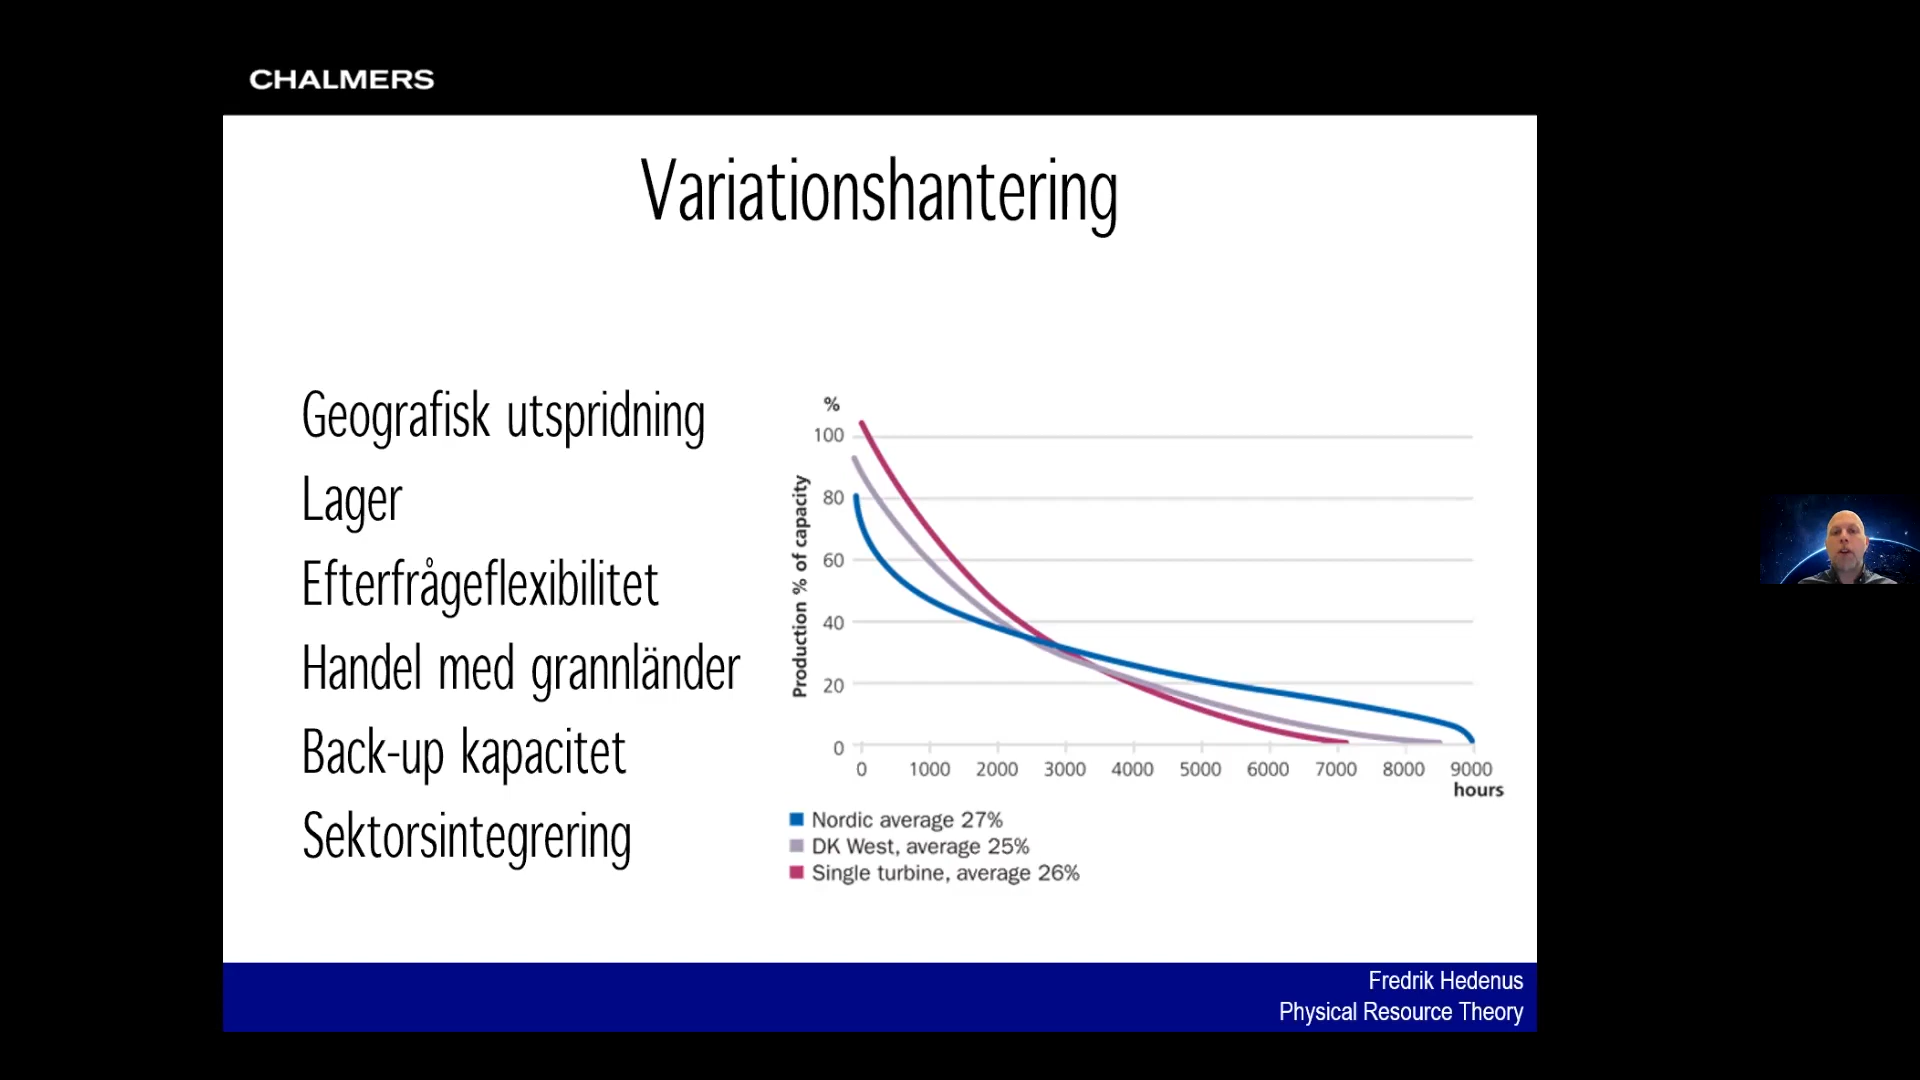 CHALMERS
Variationshantering
Geografisk utspridning
Lager
Efterfrågeflexibilitet
Handel med grannländer
Back-up kapacitet
Sektorsintegrering
%
Production % of capacity
100
80
60
40
20
0
0 1000 2000 3000 4000 5000 6000 7000 8000 9000
hours
Nordic average 27%
DK West, average 25%
Single turbine, average 26%
Fredrik Hedenus
Physical Resource Theory